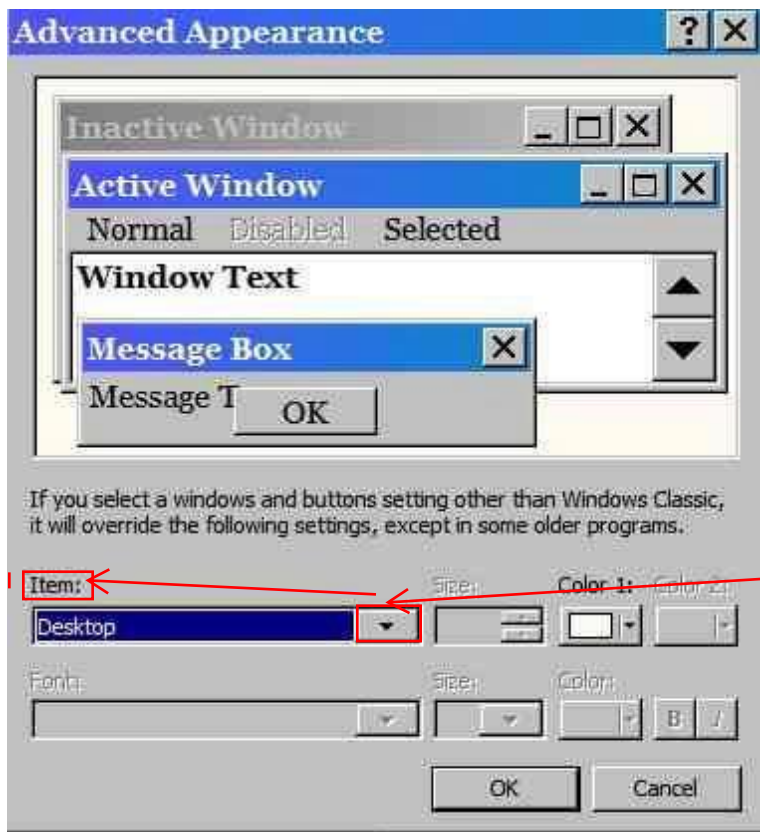 Advanced Appearance
Inactive Window
Active Window
Normal Disabled Selected
Window Text
Message Box
Message T
OK
If you select a windows and buttons setting other than Windows Classic,
it will override the following settings, except in some older programs.
Item: Size: Color 1: Color 2:
Desktop
Font: Size: Color:
B I
OK Cancel